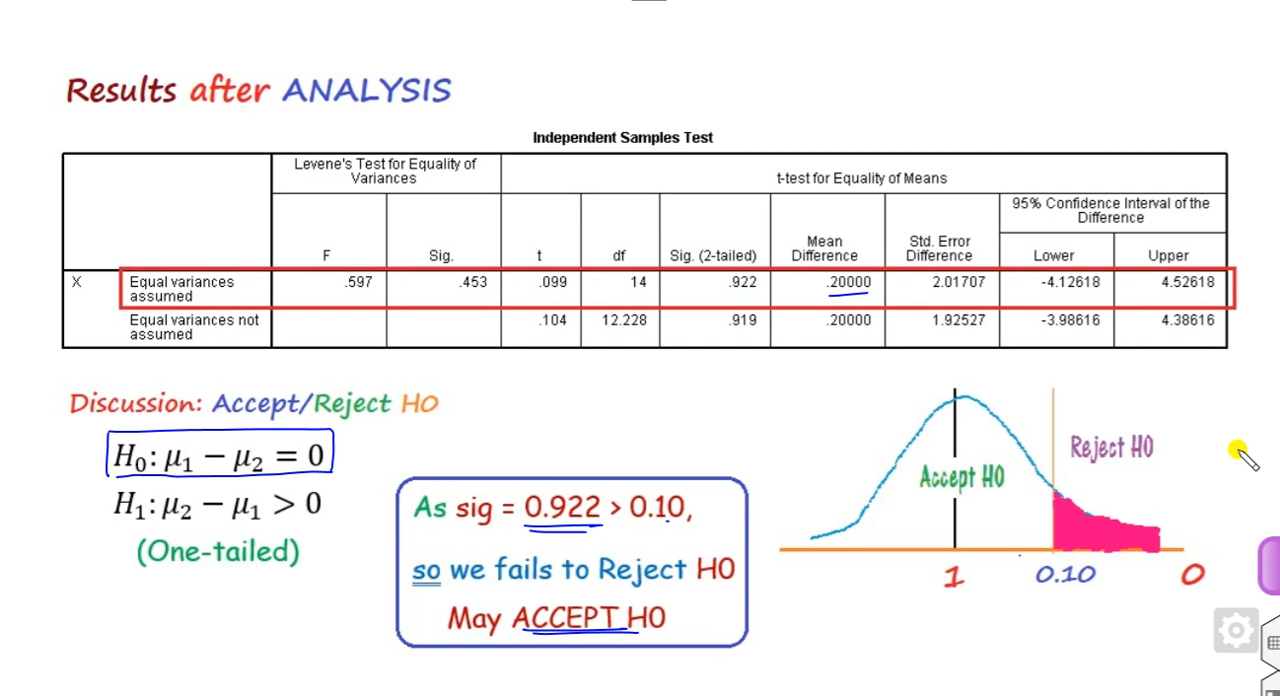 Results after ANALYSIS
Independent Samples Test
Levene's Test for Equality of Variances
t-test for Equality of Means
95% Confidence Interval of the Difference
F Sig. t df Sig. (2-tailed) Mean Difference Std. Error Difference Lower Upper
X Equal variances assumed .597 .453 .099 14 .922 .20000 2.01707 -4.12618 4.52618
Equal variances not assumed .104 12.228 .919 .20000 1.92527 -3.98616 4.38616
Discussion: Accept/Reject HO
H₀: μ₁ − μ₂ = 0
H₁: μ₂ − μ₁ > 0
(One-tailed)
As sig = 0.922 > 0.10,
so we fails to Reject HO
May ACCEPT HO
Accept HO
Reject HO
1 0.10 0